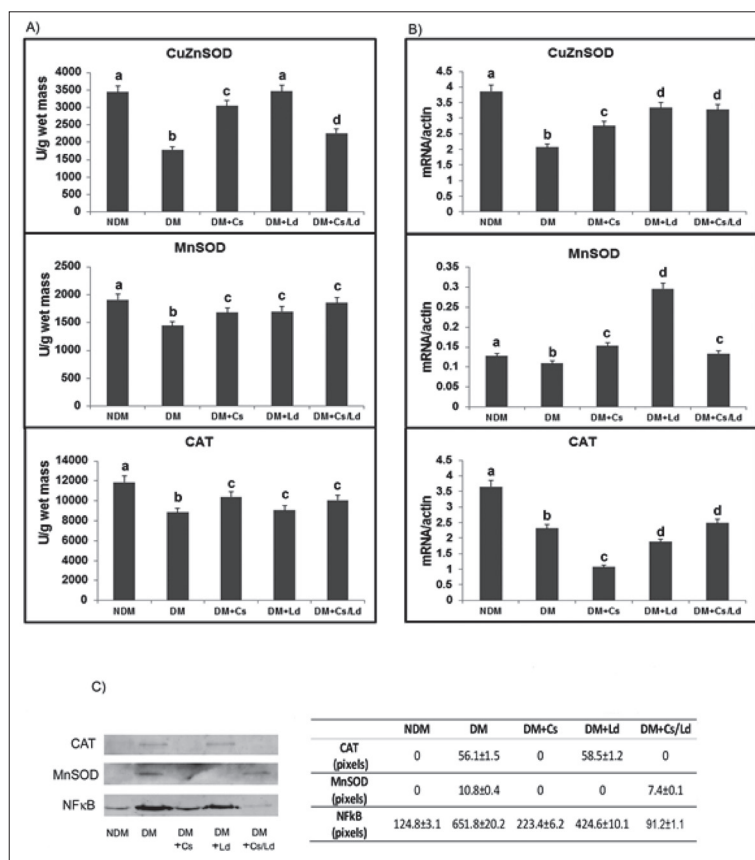 A)
CuZnSOD
U/g wet mass
4000
3500
3000
2500
2000
1500
1000
500
0
a
b
c
a
d
NDM DM DM+Cs DM+Ld DM+Cs/Ld
MnSOD
U/g wet mass
2500
2000
1500
1000
500
0
a
b
c
c
c
NDM DM DM+Cs DM+Ld DM+Cs/Ld
CAT
U/g wet mass
14000
12000
10000
8000
6000
4000
2000
0
a
b
c
c
c
NDM DM DM+Cs DM+Ld DM+Cs/Ld
B)
CuZnSOD
mRNA/actin
4.5
4
3.5
3
2.5
2
1.5
1
0.5
0
a
b
c
d
d
NDM DM DM+Cs DM+Ld DM+Cs/Ld
MnSOD
mRNA/actin
0.35
0.3
0.25
0.2
0.15
0.1
0.05
0
a
b
c
d
c
NDM DM DM+Cs DM+Ld DM+Cs/Ld
CAT
mRNA/actin
4.5
4
3.5
3
2.5
2
1.5
1
0.5
0
a
b
c
d
d
NDM DM DM+Cs DM+Ld DM+Cs/Ld
C)
CAT
MnSOD
NFκB
NDM DM DM DM DM
+Cs +Ld +Cs/Ld
NDM DM DM+Cs DM+Ld DM+Cs/Ld
CAT
(pixels) 0 56.1±1.5 0 58.5±1.2 0
MnSOD
(pixels) 0 10.8±0.4 0 0 7.4±0.1
NFkB
(pixels) 124.8±3.1 651.8±20.2 223.4±6.2 424.6±10.1 91.2±1.1